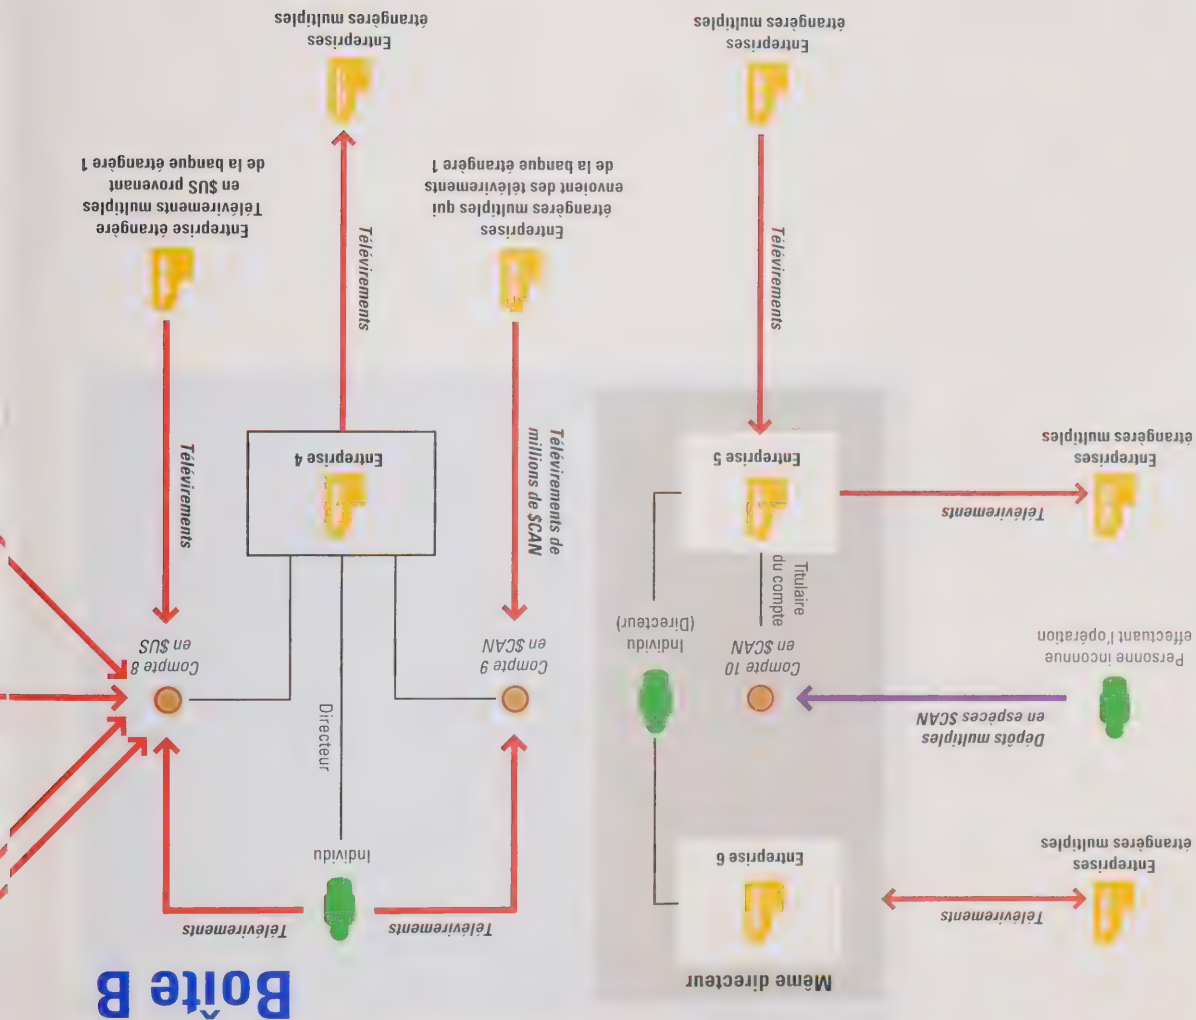 Boîte B
Même directeur
Télévirements
Télévirements
Individu
Directeur
Compte 8
en $US
Compte 9
en $CAN
Télévirements
Télévirements de
millions de $CAN
Entreprise 4
Télévirements
Entreprise étrangère
Télévirements multiples
en $US provenant
de la banque étrangère 1
Entreprises
étrangères multiples qui
envoient des télévirements
de la banque étrangère 1
Entreprises
étrangères multiples
Entreprise 6
Télévirements
Entreprises
étrangères multiples
Individu
(Directeur)
Compte 10
en $CAN
Dépôts multiples
en espèces $CAN
Personne inconnue
effectuant l'opération
Titulaire
du compte
Entreprise 5
Télévirements
Entreprises
étrangères multiples
Télévirements
Entreprises
étrangères multiples